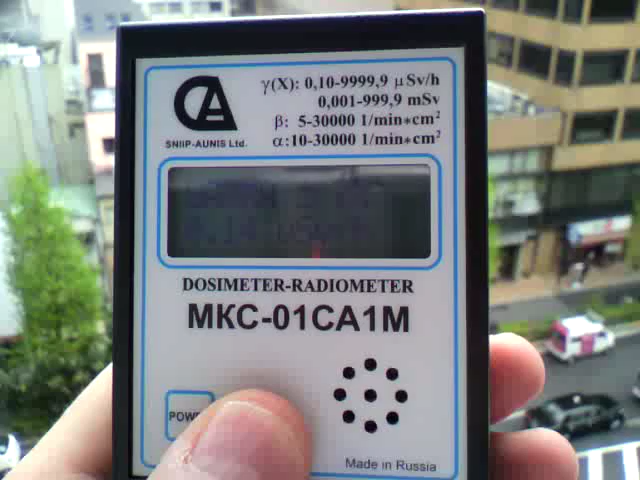 γ(X): 0,10-9999,9 μSv/h
0,001-999,9 mSv
β: 5-30000 1/min*cm²
α:10-30000 1/min*cm²
SNIIP-AUNIS Ltd.
DOSIMETER-RADIOMETER
МКС-01СА1М
POW
Made in Russia